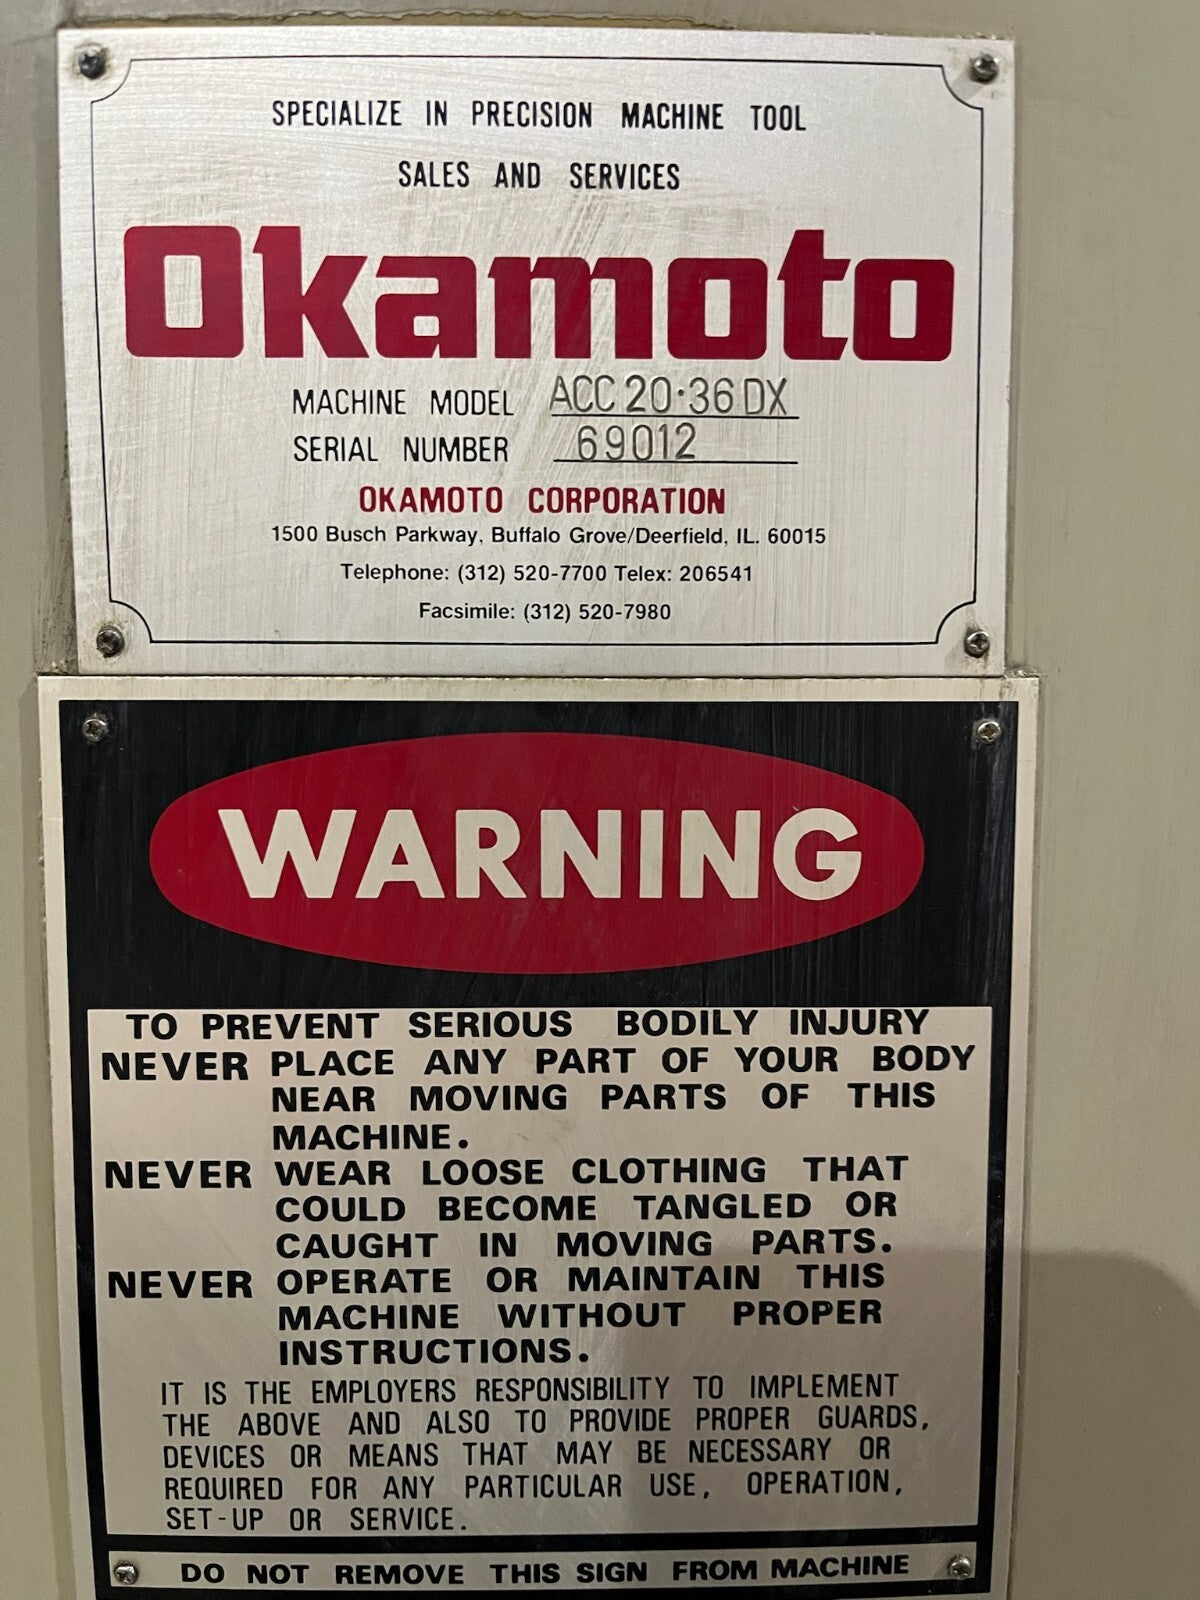 SPECIALIZE IN PRECISION MACHINE TOOL
SALES AND SERVICES
Okamoto
MACHINE MODEL ACC 20·36 DX
SERIAL NUMBER 69012
OKAMOTO CORPORATION
1500 Busch Parkway, Buffalo Grove/Deerfield, IL. 60015
Telephone: (312) 520-7700 Telex: 206541
Facsimile: (312) 520-7980
WARNING
TO PREVENT SERIOUS BODILY INJURY
NEVER PLACE ANY PART OF YOUR BODY
NEAR MOVING PARTS OF THIS
MACHINE.
NEVER WEAR LOOSE CLOTHING THAT
COULD BECOME TANGLED OR
CAUGHT IN MOVING PARTS.
NEVER OPERATE OR MAINTAIN THIS
MACHINE WITHOUT PROPER
INSTRUCTIONS.
IT IS THE EMPLOYERS RESPONSIBILITY TO IMPLEMENT
THE ABOVE AND ALSO TO PROVIDE PROPER GUARDS,
DEVICES OR MEANS THAT MAY BE NECESSARY OR
REQUIRED FOR ANY PARTICULAR USE, OPERATION,
SET-UP OR SERVICE.
DO NOT REMOVE THIS SIGN FROM MACHINE